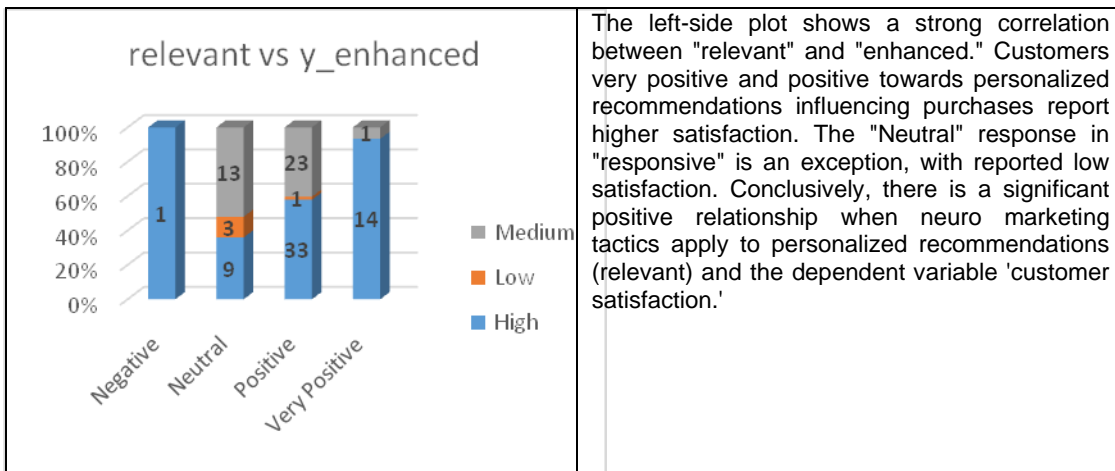 relevant vs y_enhanced
100%
80%
60%
40%
20%
0%
1
13
3
9
23
1
33
1
14
Negative
Neutral
Positive
Very Positive
Medium
Low
High
The left-side plot shows a strong correlation
between "relevant" and "enhanced." Customers
very positive and positive towards personalized
recommendations influencing purchases report
higher satisfaction. The "Neutral" response in
"responsive" is an exception, with reported low
satisfaction. Conclusively, there is a significant
positive relationship when neuro marketing
tactics apply to personalized recommendations
(relevant) and the dependent variable 'customer
satisfaction.'